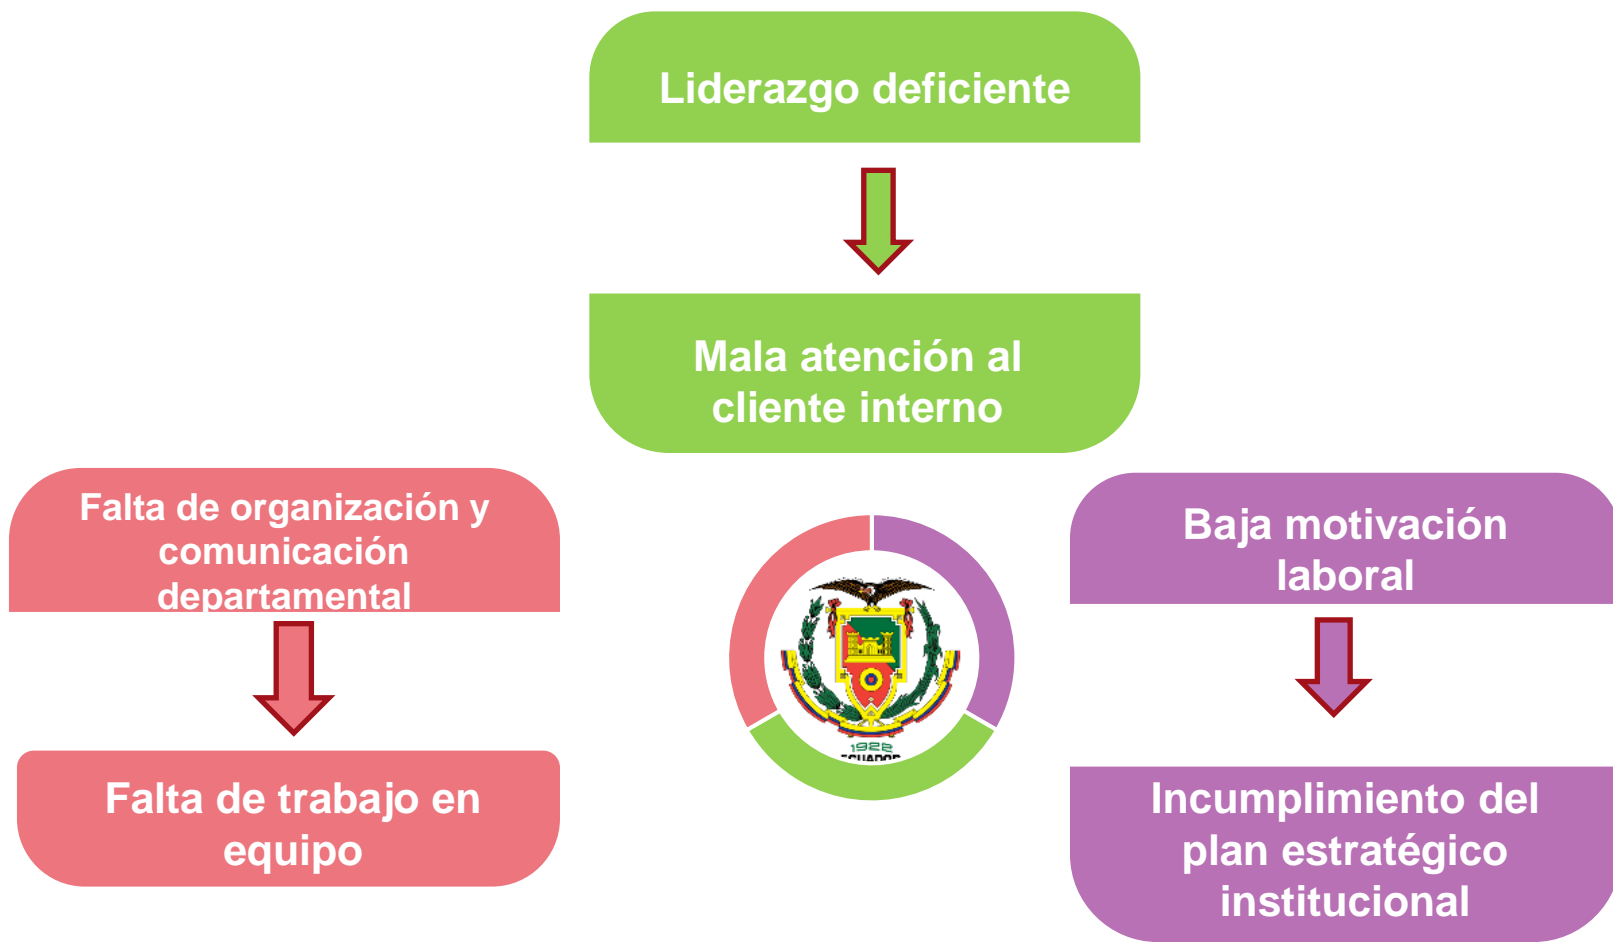 Liderazgo deficiente
Mala atención al
cliente interno
Falta de organización y
comunicación
departamental
Baja motivación
laboral
1922
ECUADOR
Falta de trabajo en
equipo
Incumplimiento del
plan estratégico
institucional